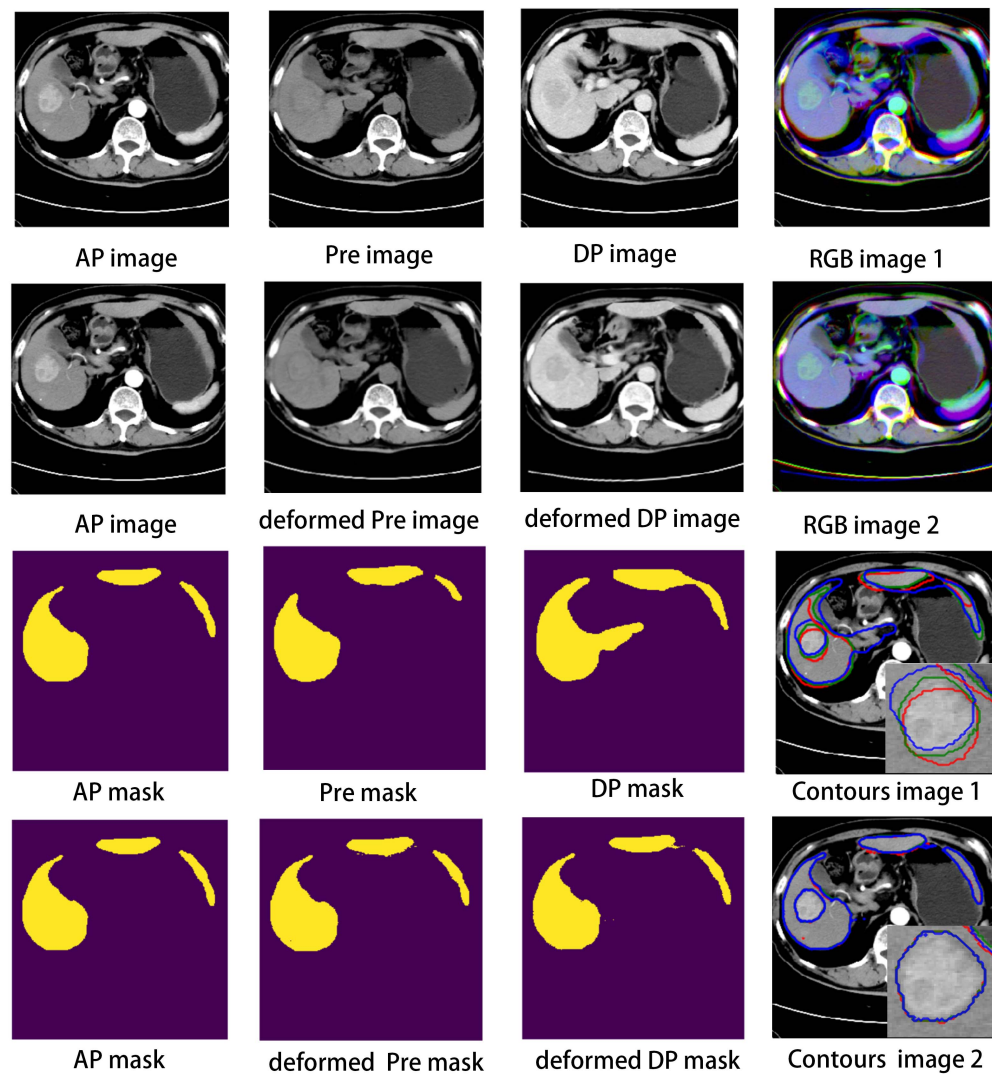 AP image
Pre image
DP image
RGB image 1
AP image
deformed Pre image
deformed DP image
RGB image 2
AP mask
Pre mask
DP mask
Contours image 1
AP mask
deformed Pre mask
deformed DP mask
Contours image 2